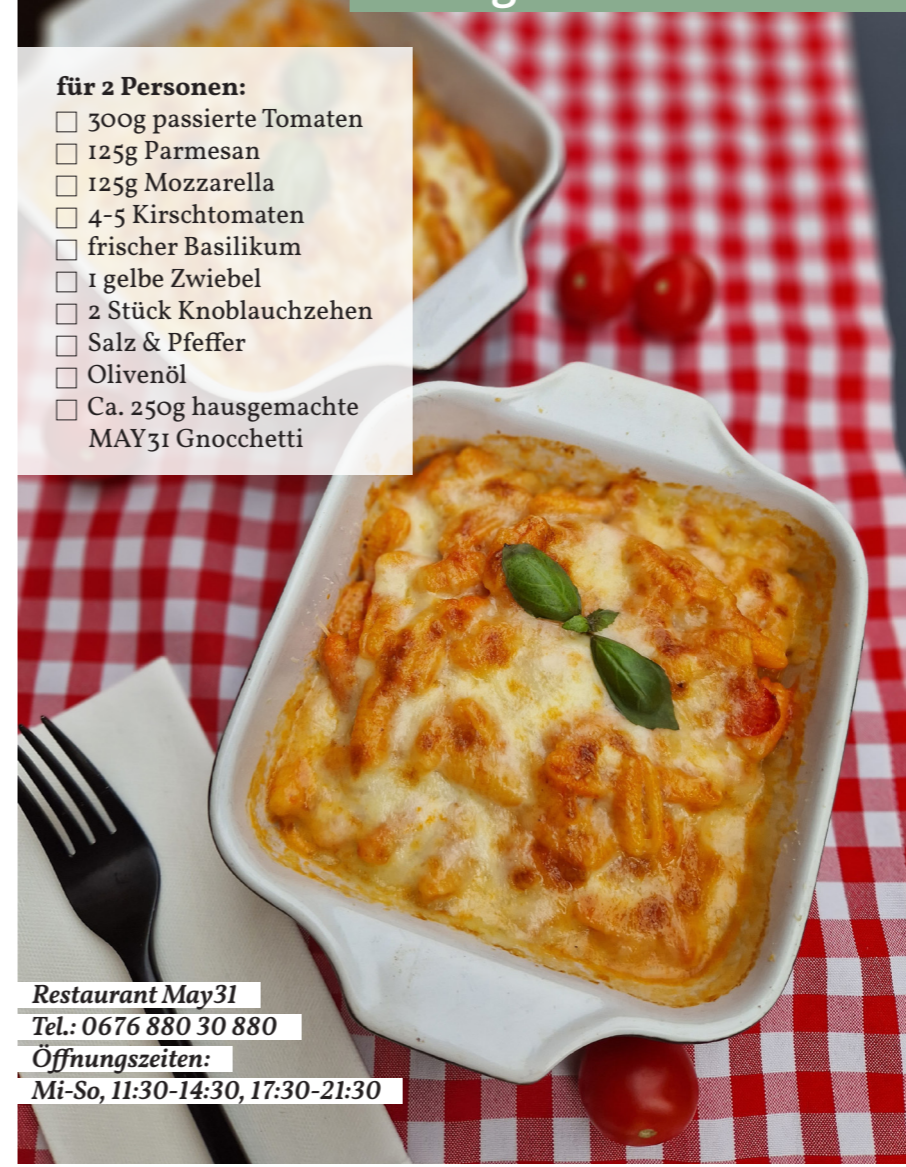 für 2 Personen:
300g passierte Tomaten
125g Parmesan
125g Mozzarella
4-5 Kirschtomaten
frischer Basilikum
1 gelbe Zwiebel
2 Stück Knoblauchzehen
Salz & Pfeffer
Olivenöl
Ca. 250g hausgemachte
MAY31 Gnocchetti
Restaurant May31
Tel.: 0676 880 30 880
Öffnungszeiten:
Mi-So, 11:30-14:30, 17:30-21:30